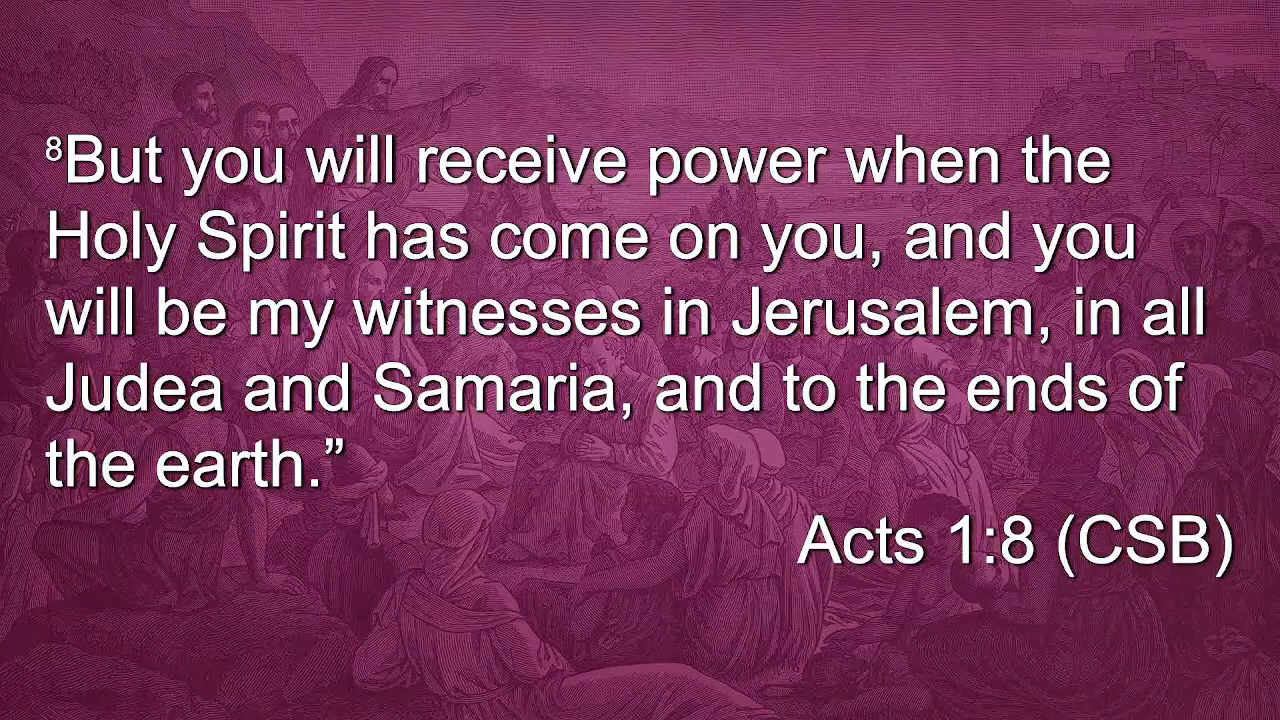 ⁸But you will receive power when the
Holy Spirit has come on you, and you
will be my witnesses in Jerusalem, in all
Judea and Samaria, and to the ends of
the earth.”
Acts 1:8 (CSB)